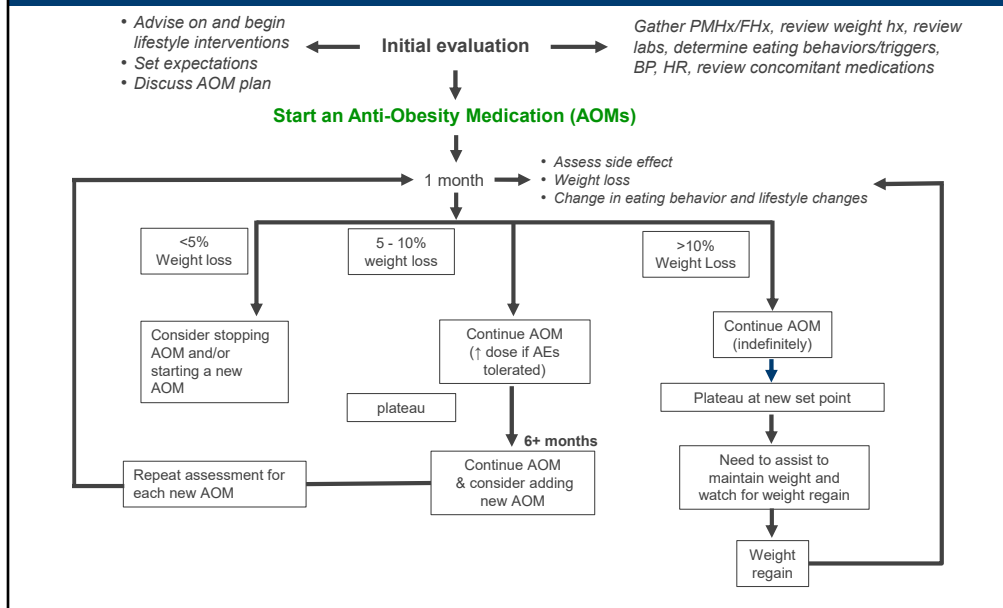 • Advise on and begin
lifestyle interventions
• Set expectations
• Discuss AOM plan
Initial evaluation
Gather PMHx/FHx, review weight hx, review
labs, determine eating behaviors/triggers,
BP, HR, review concomitant medications
Start an Anti-Obesity Medication (AOMs)
1 month
• Assess side effect
• Weight loss
• Change in eating behavior and lifestyle changes
<5%
Weight loss
5 - 10%
weight loss
>10%
Weight Loss
Consider stopping
AOM and/or
starting a new
AOM
Continue AOM
(↑ dose if AEs
tolerated)
Continue AOM
(indefinitely)
plateau
Plateau at new set point
6+ months
Repeat assessment for
each new AOM
Continue AOM
& consider adding
new AOM
Need to assist to
maintain weight and
watch for weight regain
Weight
regain